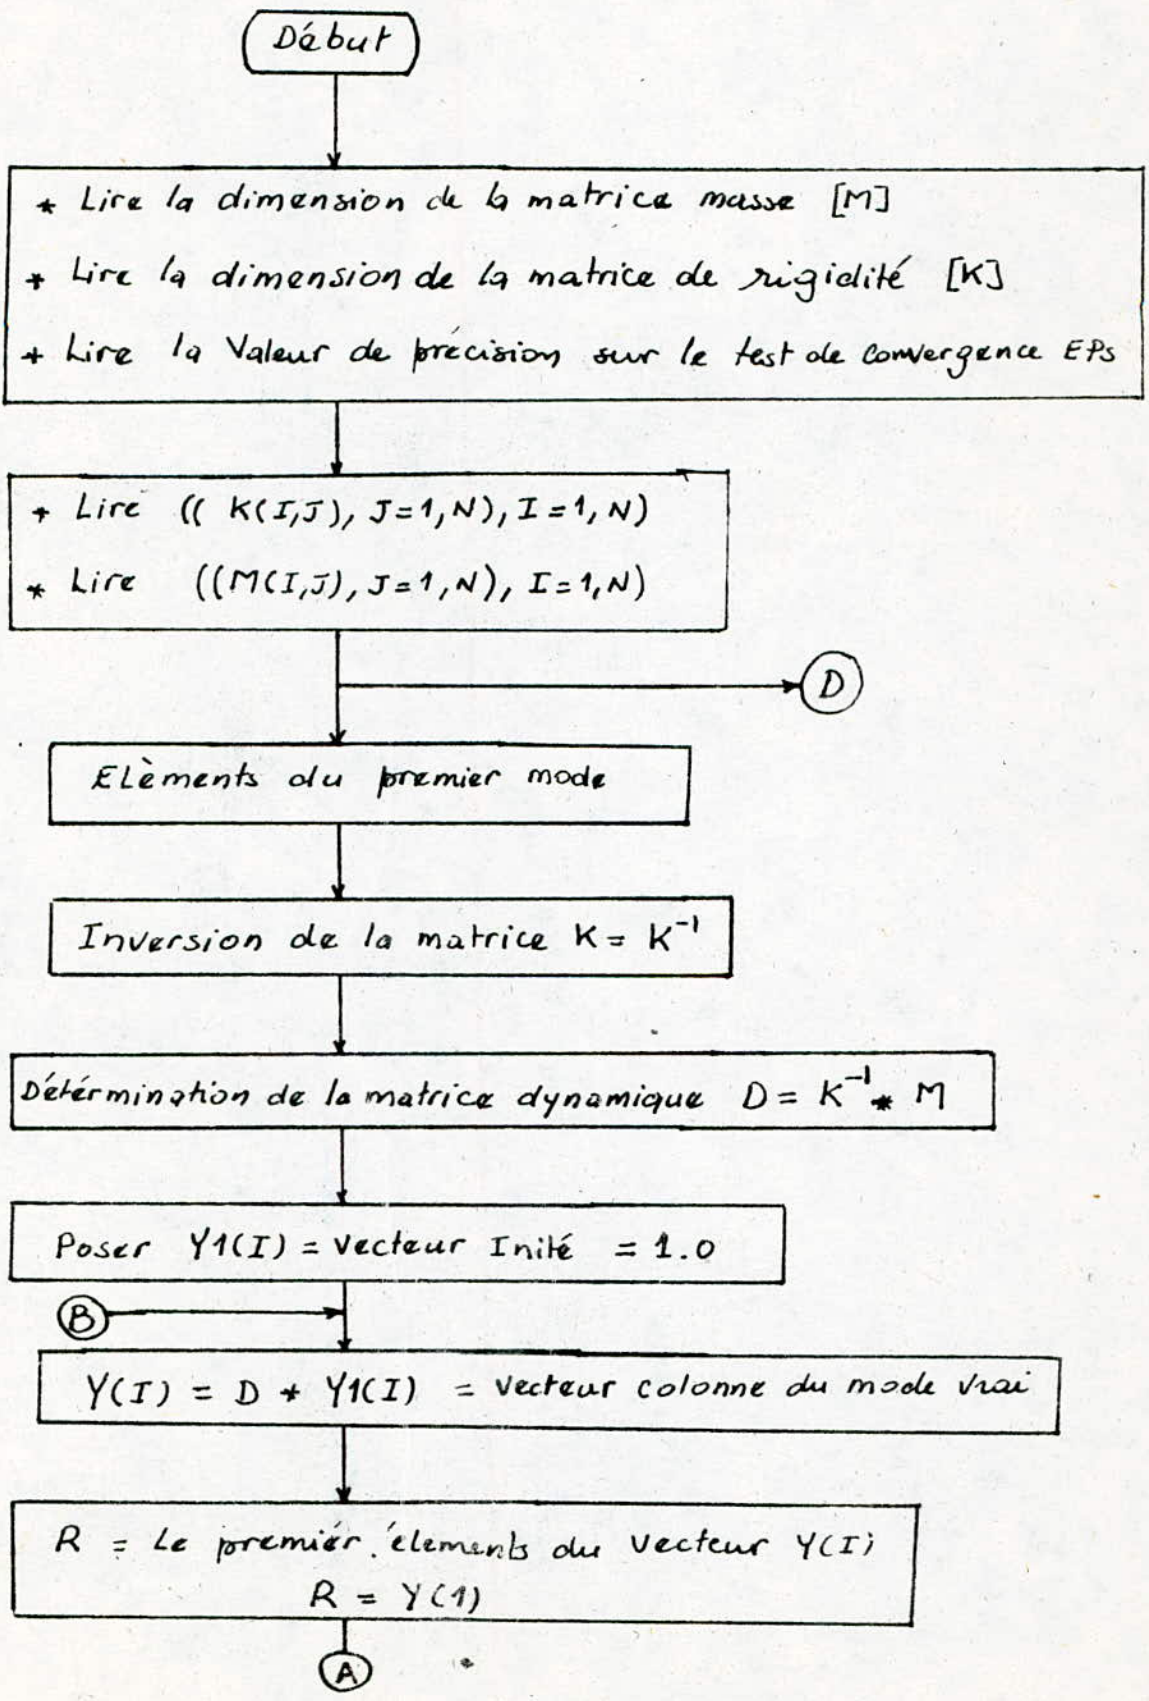 Début
* Lire la dimension de la matrice masse [M]
* Lire la dimension de la matrice de rigidité [K]
* Lire la Valeur de précision sur le test de convergence EPs
* Lire (( K(I,J), J=1,N), I=1,N)
* Lire ((M(I,J), J=1,N), I=1,N)
D
Elèments du premier mode
Inversion de la matrice K = K⁻¹
Détérmination de la matrice dynamique D = K⁻¹ * M
Poser Y1(I) = vecteur Inité = 1.0
B
Y(I) = D * Y1(I) = vecteur colonne du mode vrai
R = Le premiér élements du vecteur Y(I)
R = Y(1)
A